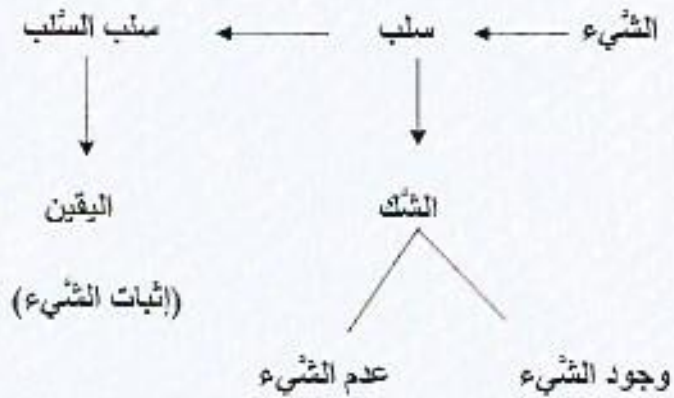 الشّيء سلب سلب السّلب
الشّك اليقين
(إثبات الشّيء)
وجود الشّيء عدم الشّيء